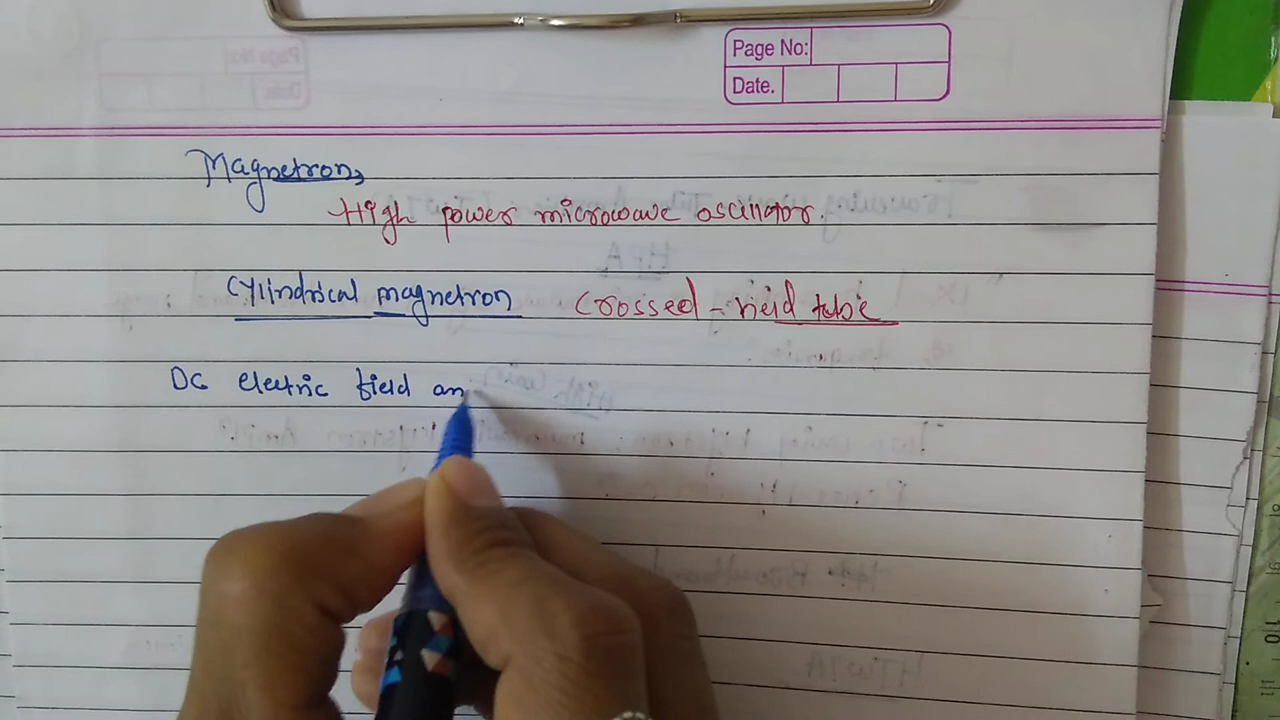 Page No:
Date.
Magnetron,
High power microwave oscillator.
Cylindrical magnetron Crossed-field tube
DC electric field an